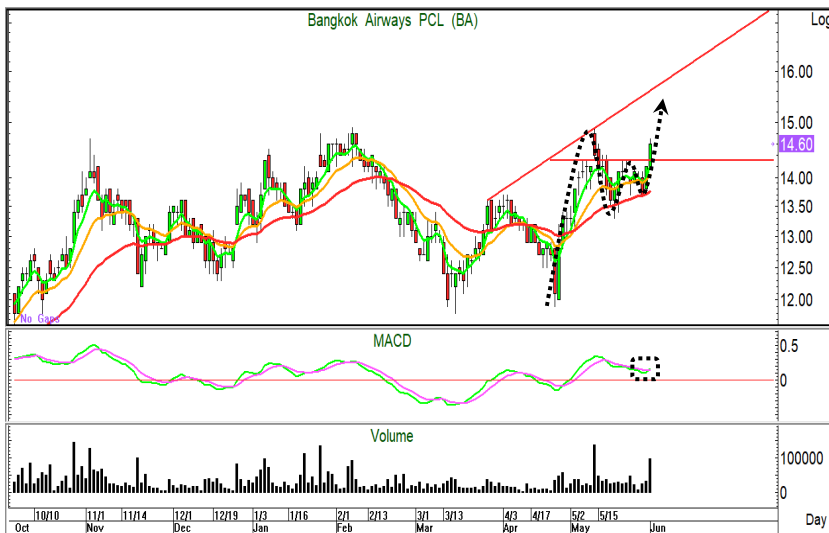 Bangkok Airways PCL (BA)
Log
16.00
15.00
14.60
14.00
13.50
13.00
12.50
12.00
No Gaps
MACD
0.5
0
Volume
100000
0
10/10 11/1 11/14 12/1 12/19 1/3 1/16 2/1 2/13 3/1 3/13 4/3 4/17 5/2 5/15
Oct Nov Dec Jan Feb Mar Apr May Jun
Day